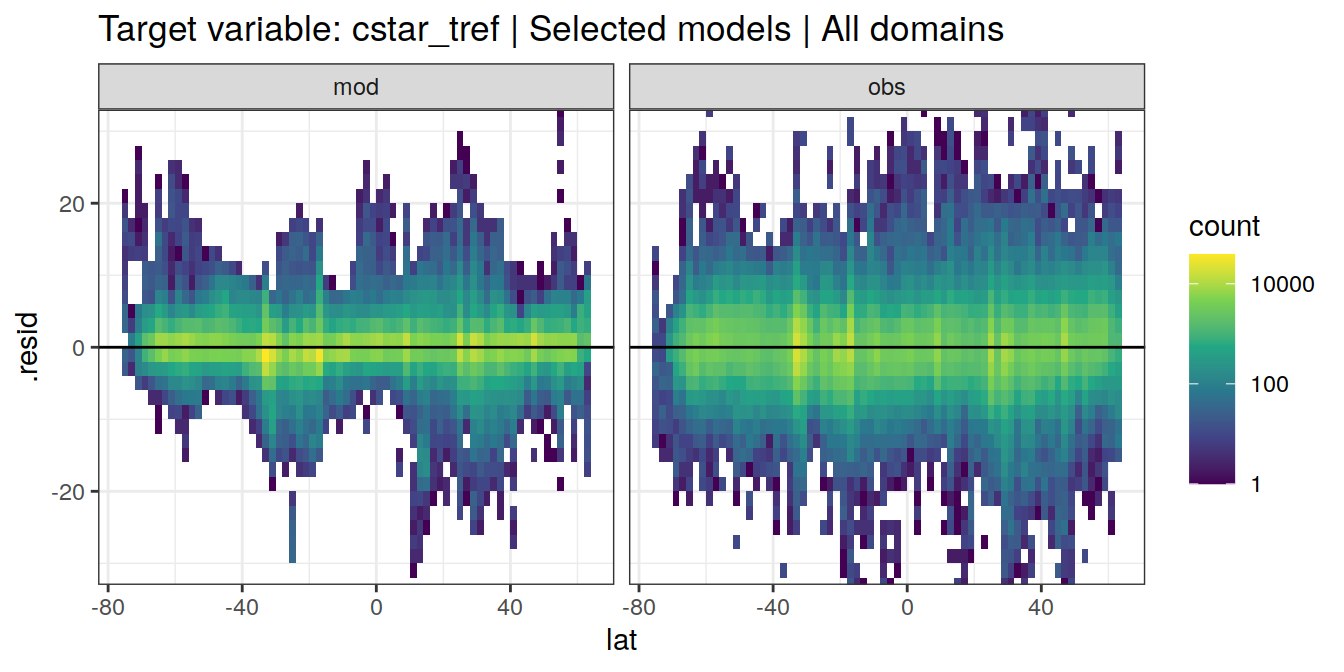 Target variable: cstar_tref | Selected models | All domains
mod
obs
.resid
20
0
-20
-80
-40
0
40
-80
-40
0
40
lat
count
10000
100
1